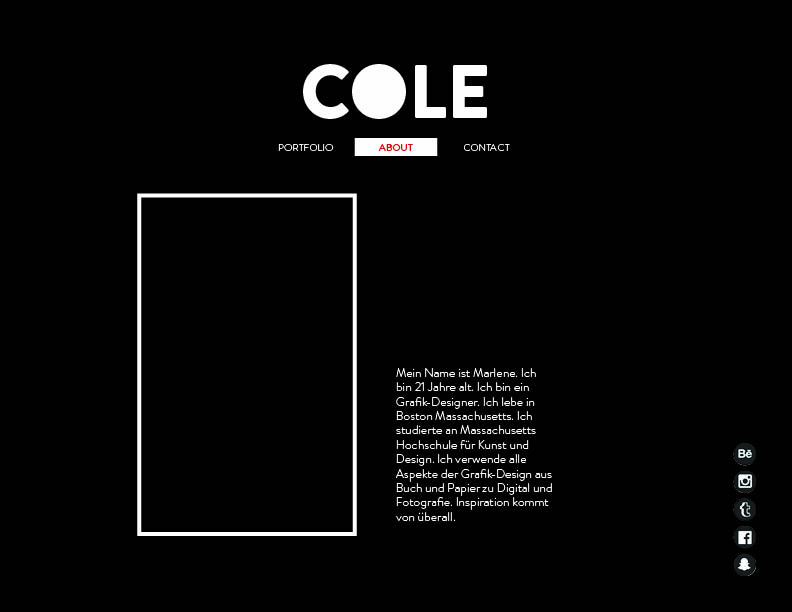 COLE
PORTFOLIO ABOUT CONTACT
Mein Name ist Marlene. Ich
bin 21 Jahre alt. Ich bin ein
Grafik-Designer. Ich lebe in
Boston Massachusetts. Ich
studierte an Massachusetts
Hochschule für Kunst und
Design. Ich verwende alle
Aspekte der Grafik-Design aus
Buch und Papier zu Digital und
Fotografie. Inspiration kommt
von überall.
Bē
t
f